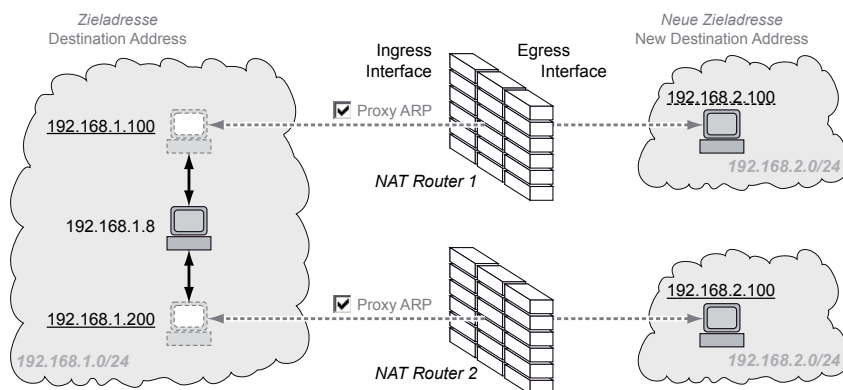 Zieladresse
Destination Address
Ingress
Interface
Egress
Interface
Neue Zieladresse
New Destination Address
192.168.1.100
Proxy ARP
192.168.2.100
192.168.2.0/24
NAT Router 1
192.168.1.8
192.168.1.200
Proxy ARP
192.168.2.100
192.168.1.0/24
NAT Router 2
192.168.2.0/24